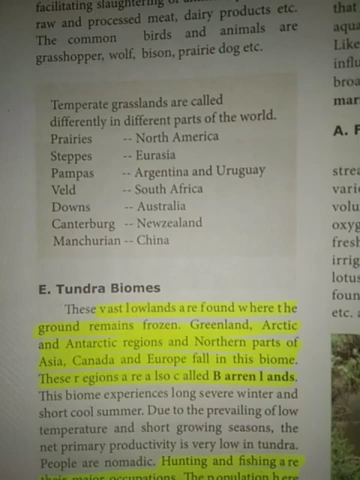 facilitating slaughtering of
raw and processed meat, dairy products etc.
The common birds and animals are
grasshopper, wolf, bison, prairie dog etc.
Temperate grasslands are called
differently in different parts of the world.
Prairies -- North America
Steppes -- Eurasia
Pampas -- Argentina and Uruguay
Veld -- South Africa
Downs -- Australia
Canterburg -- Newzealand
Manchurian -- China
E. Tundra Biomes
These vast lowlands are found where the
ground remains frozen. Greenland, Arctic
and Antarctic regions and Northern parts of
Asia, Canada and Europe fall in this biome.
These regions are also called Barren lands.
This biome experiences long severe winter and
short cool summer. Due to the prevailing of low
temperature and short growing seasons, the
net primary productivity is very low in tundra.
People are nomadic. Hunting and fishing are
their major occupations. The population here
that
aqua
Like
influ
broa
mar
A. F
strea
vari
volu
oxyg
fresh
irrig
lotus
foun
etc. a